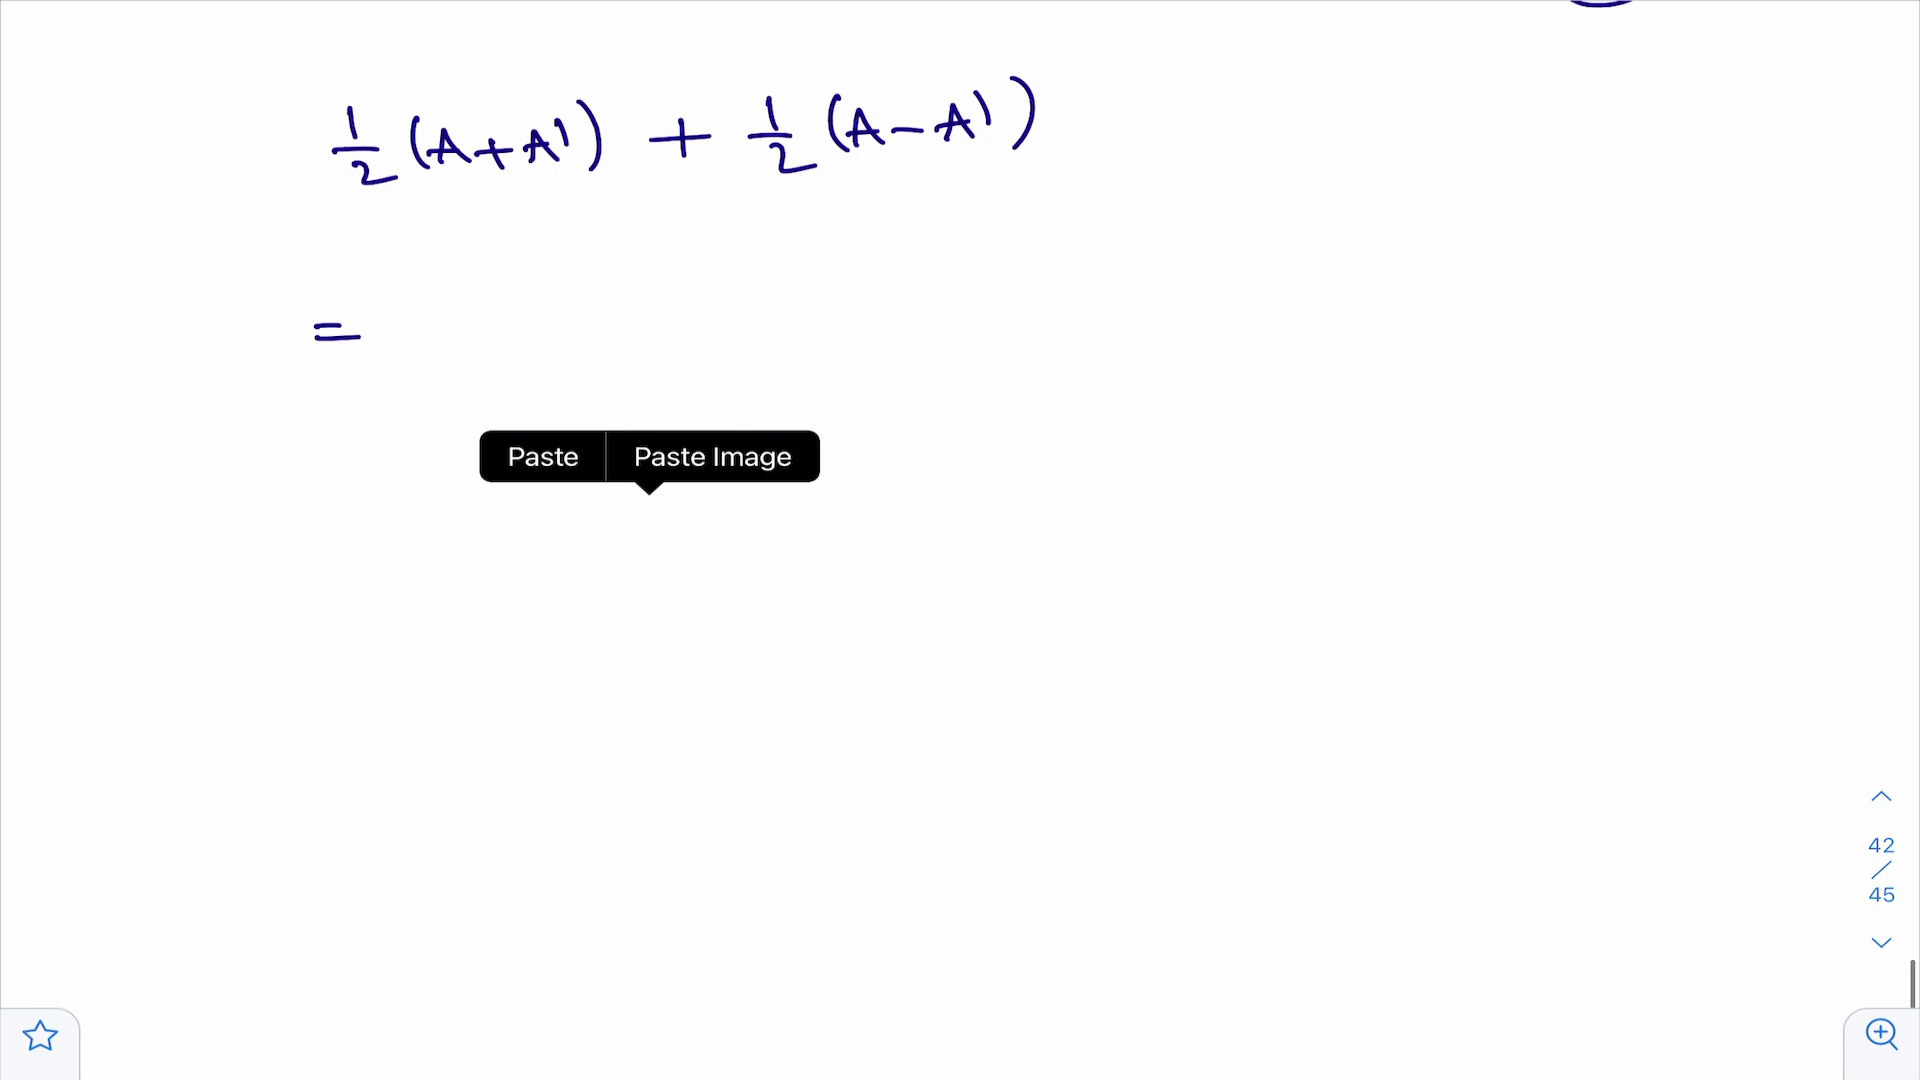 1/2 (A+A') + 1/2 (A-A')
=
Paste Paste Image
42
/
45